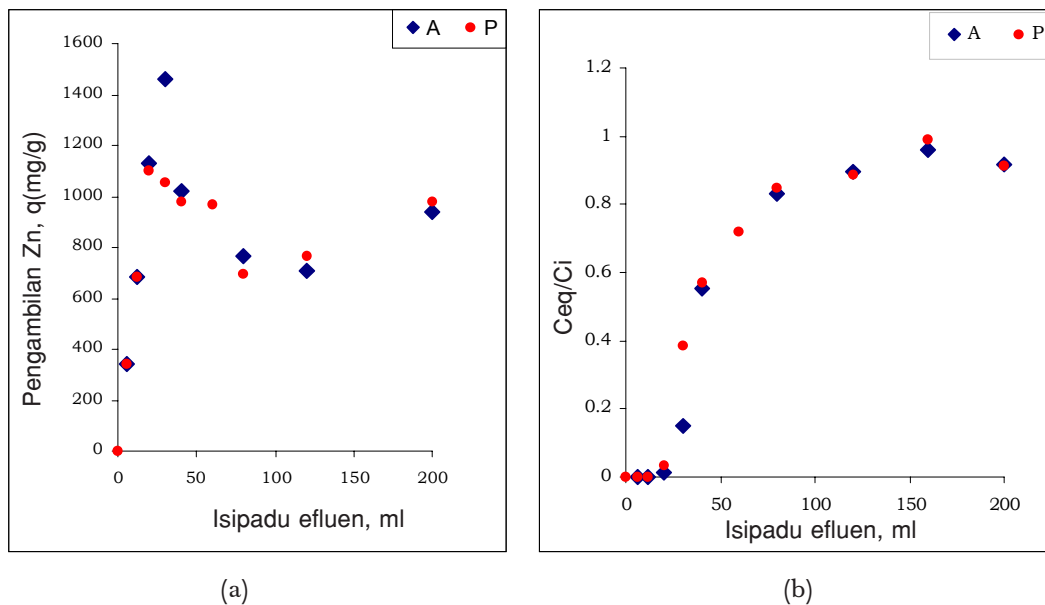 A P
1600
1400
1200
1000
800
600
400
200
0
0 50 100 150 200
Pengambilan Zn, q(mg/g)
Isipadu efluen, ml
(a)
A P
1.2
1
0.8
0.6
0.4
0.2
0
0 50 100 150 200
Ceq/Ci
Isipadu efluen, ml
(b)